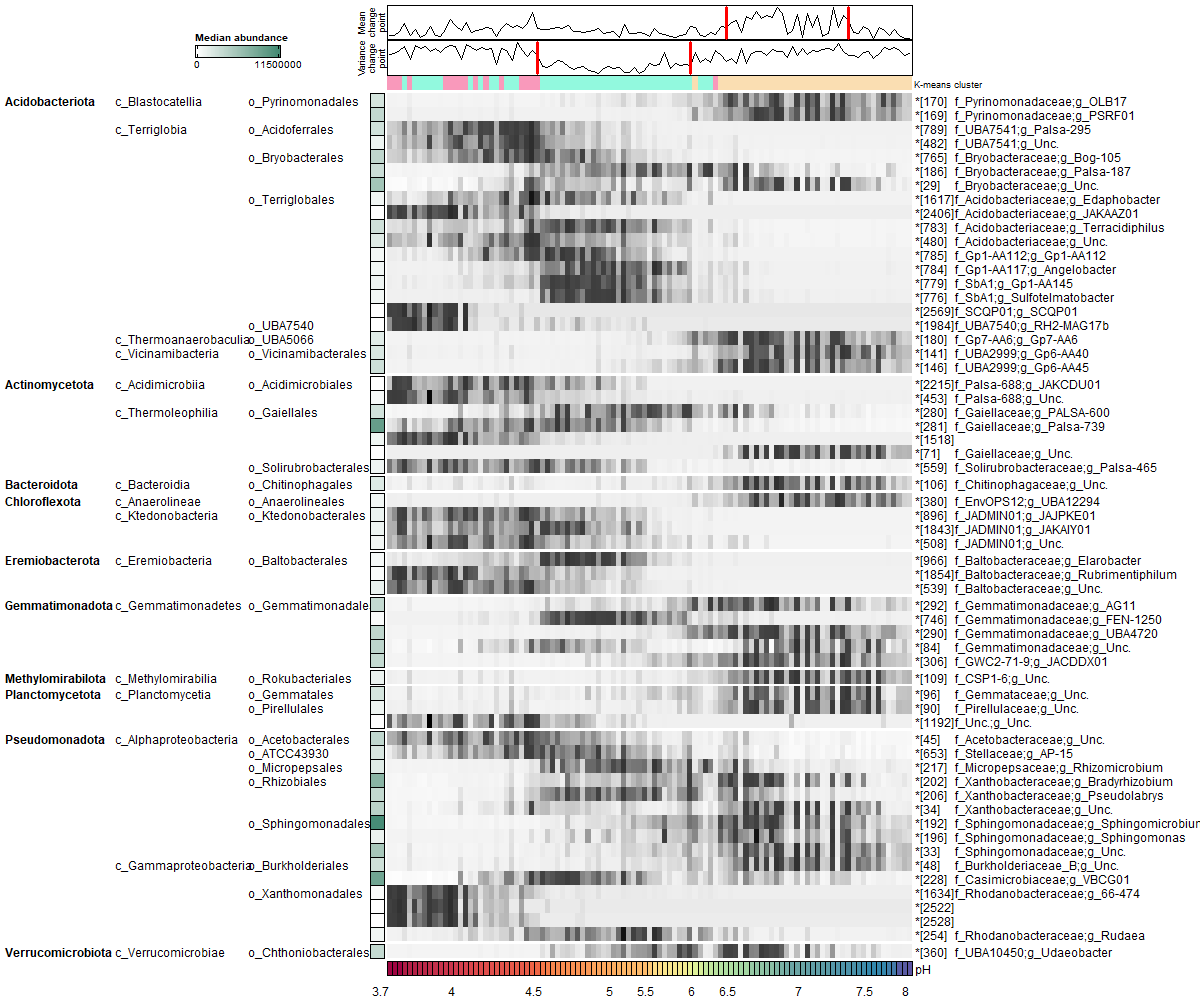 Median abundance
0 11500000
Mean change point
Variance change point
K-means cluster
Acidobacteriota c_Blastocatellia o_Pyrinomonadales *[170] f_Pyrinomonadaceae;g_OLB17
*[169] f_Pyrinomonadaceae;g_PSRF01
c_Terriglobia o_Acidoferrales *[789] f_UBA7541;g_Palsa-295
*[482] f_UBA7541;g_Unc.
o_Bryobacterales *[765] f_Bryobacteraceae;g_Bog-105
*[186] f_Bryobacteraceae;g_Palsa-187
*[29] f_Bryobacteraceae;g_Unc.
o_Terriglobales *[1617]f_Acidobacteriaceae;g_Edaphobacter
*[2406]f_Acidobacteriaceae;g_JAKAAZ01
*[783] f_Acidobacteriaceae;g_Terracidiphilus
*[480] f_Acidobacteriaceae;g_Unc.
*[785] f_Gp1-AA112;g_Gp1-AA112
*[784] f_Gp1-AA117;g_Angelobacter
*[779] f_SbA1;g_Gp1-AA145
*[776] f_SbA1;g_Sulfotelmatobacter
*[2569]f_SCQP01;g_SCQP01
o_UBA7540 *[1984]f_UBA7540;g_RH2-MAG17b
c_Thermoanaerobaculia o_UBA5066 *[180] f_Gp7-AA6;g_Gp7-AA6
c_Vicinamibacteria o_Vicinamibacterales *[141] f_UBA2999;g_Gp6-AA40
*[146] f_UBA2999;g_Gp6-AA45
Actinomycetota c_Acidimicrobiia o_Acidimicrobiales *[2215]f_Palsa-688;g_JAKCDU01
*[453] f_Palsa-688;g_Unc.
c_Thermoleophilia o_Gaiellales *[280] f_Gaiellaceae;g_PALSA-600
*[281] f_Gaiellaceae;g_Palsa-739
*[1518]
*[71] f_Gaiellaceae;g_Unc.
o_Solirubrobacterales *[559] f_Solirubrobacteraceae;g_Palsa-465
Bacteroidota c_Bacteroidia o_Chitinophagales *[106] f_Chitinophagaceae;g_Unc.
Chloroflexota c_Anaerolineae o_Anaerolineales *[380] f_EnvOPS12;g_UBA12294
c_Ktedonobacteria o_Ktedonobacterales *[896] f_JADMIN01;g_JAJPKE01
*[1843]f_JADMIN01;g_JAKAIY01
*[508] f_JADMIN01;g_Unc.
Eremiobacterota c_Eremiobacteria o_Baltobacterales *[966] f_Baltobacteraceae;g_Elarobacter
*[1854]f_Baltobacteraceae;g_Rubrimentiphilum
*[539] f_Baltobacteraceae;g_Unc.
Gemmatimonadota c_Gemmatimonadetes o_Gemmatimonadale *[292] f_Gemmatimonadaceae;g_AG11
*[746] f_Gemmatimonadaceae;g_FEN-1250
*[290] f_Gemmatimonadaceae;g_UBA4720
*[84] f_Gemmatimonadaceae;g_Unc.
*[306] f_GWC2-71-9;g_JACDDX01
Methylomirabilota c_Methylomirabilia o_Rokubacteriales *[109] f_CSP1-6;g_Unc.
Planctomycetota c_Planctomycetia o_Gemmatales *[96] f_Gemmataceae;g_Unc.
o_Pirellulales *[90] f_Pirellulaceae;g_Unc.
*[1192]f_Unc.;g_Unc.
Pseudomonadota c_Alphaproteobacteria o_Acetobacterales *[45] f_Acetobacteraceae;g_Unc.
o_ATCC43930 *[653] f_Stellaceae;g_AP-15
o_Micropepsales *[217] f_Micropepsaceae;g_Rhizomicrobium
o_Rhizobiales *[202] f_Xanthobacteraceae;g_Bradyrhizobium
*[206] f_Xanthobacteraceae;g_Pseudolabrys
*[34] f_Xanthobacteraceae;g_Unc.
o_Sphingomonadales *[192] f_Sphingomonadaceae;g_Sphingomicrobiur
*[196] f_Sphingomonadaceae;g_Sphingomonas
*[33] f_Sphingomonadaceae;g_Unc.
c_Gammaproteobacteria o_Burkholderiales *[48] f_Burkholderiaceae_B;g_Unc.
*[228] f_Casimicrobiaceae;g_VBCG01
o_Xanthomonadales *[1634]f_Rhodanobacteraceae;g_66-474
*[2522]
*[2528]
*[254] f_Rhodanobacteraceae;g_Rudaea
Verrucomicrobiota c_Verrucomicrobiae o_Chthoniobacterales *[360] f_UBA10450;g_Udaeobacter
pH
3.7 4 4.5 5 5.5 6 6.5 7 7.5 8